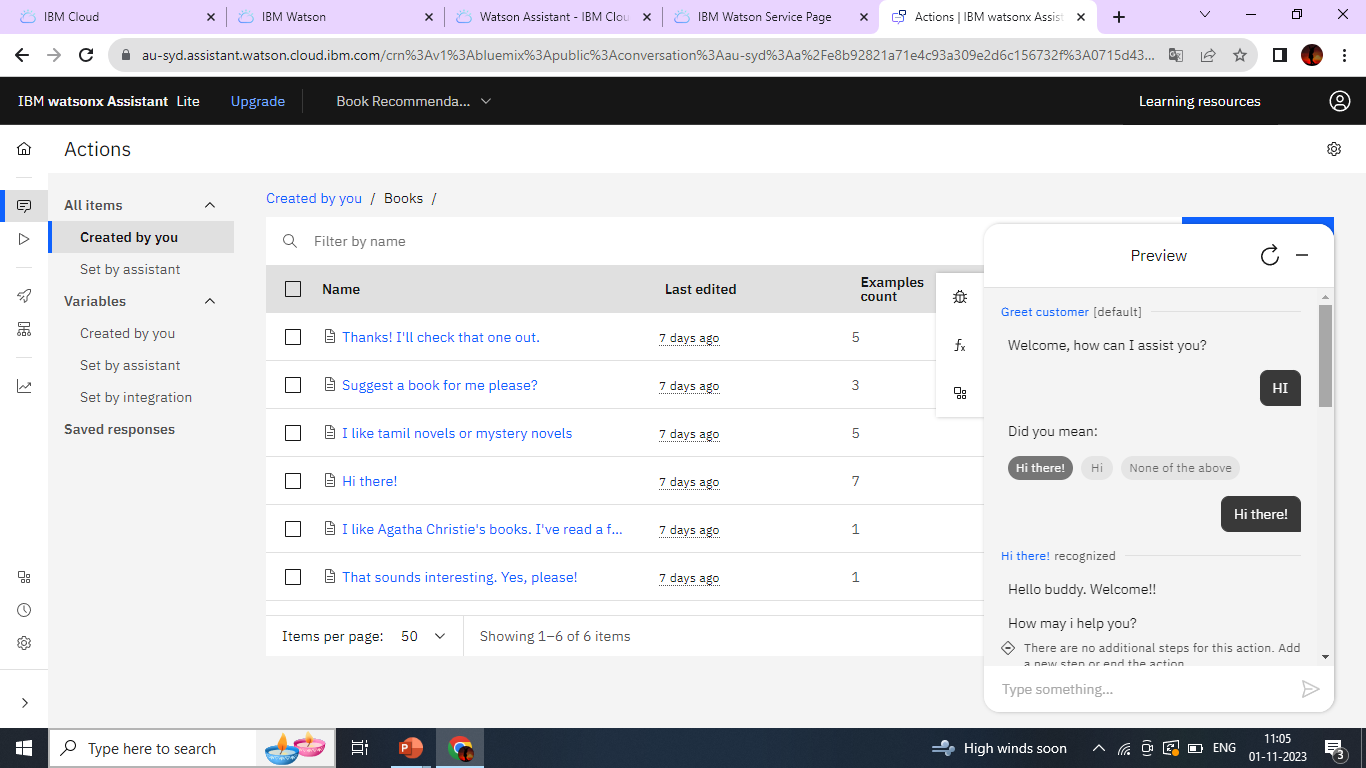 IBM Cloud
IBM Watson
Watson Assistant - IBM Clou
IBM Watson Service Page
Actions | IBM watsonx Assist
au-syd.assistant.watson.cloud.ibm.com/crn%3Av1%3Abluemix%3Apublic%3Aconversation%3Aau-syd%3Aa%2Fe8b92821a71e4c93a309e2d6c156732f%3A0715d43...
IBM watsonx Assistant Lite
Upgrade
Book Recommenda...
Learning resources
Actions
All items
Created by you
Set by assistant
Variables
Created by you
Set by assistant
Set by integration
Saved responses
Created by you / Books /
Filter by name
Name Last edited Examples count
Thanks! I'll check that one out. 7 days ago 5
Suggest a book for me please? 7 days ago 3
I like tamil novels or mystery novels 7 days ago 5
Hi there! 7 days ago 7
I like Agatha Christie's books. I've read a f... 7 days ago 1
That sounds interesting. Yes, please! 7 days ago 1
Items per page: 50 Showing 1–6 of 6 items
Preview
Greet customer [default]
Welcome, how can I assist you?
HI
Did you mean:
Hi there! Hi None of the above
Hi there!
Hi there! recognized
Hello buddy. Welcome!!
How may i help you?
There are no additional steps for this action. Add
a new step or end the action
Type something...
Type here to search
High winds soon
ENG
11:05
01-11-2023
3